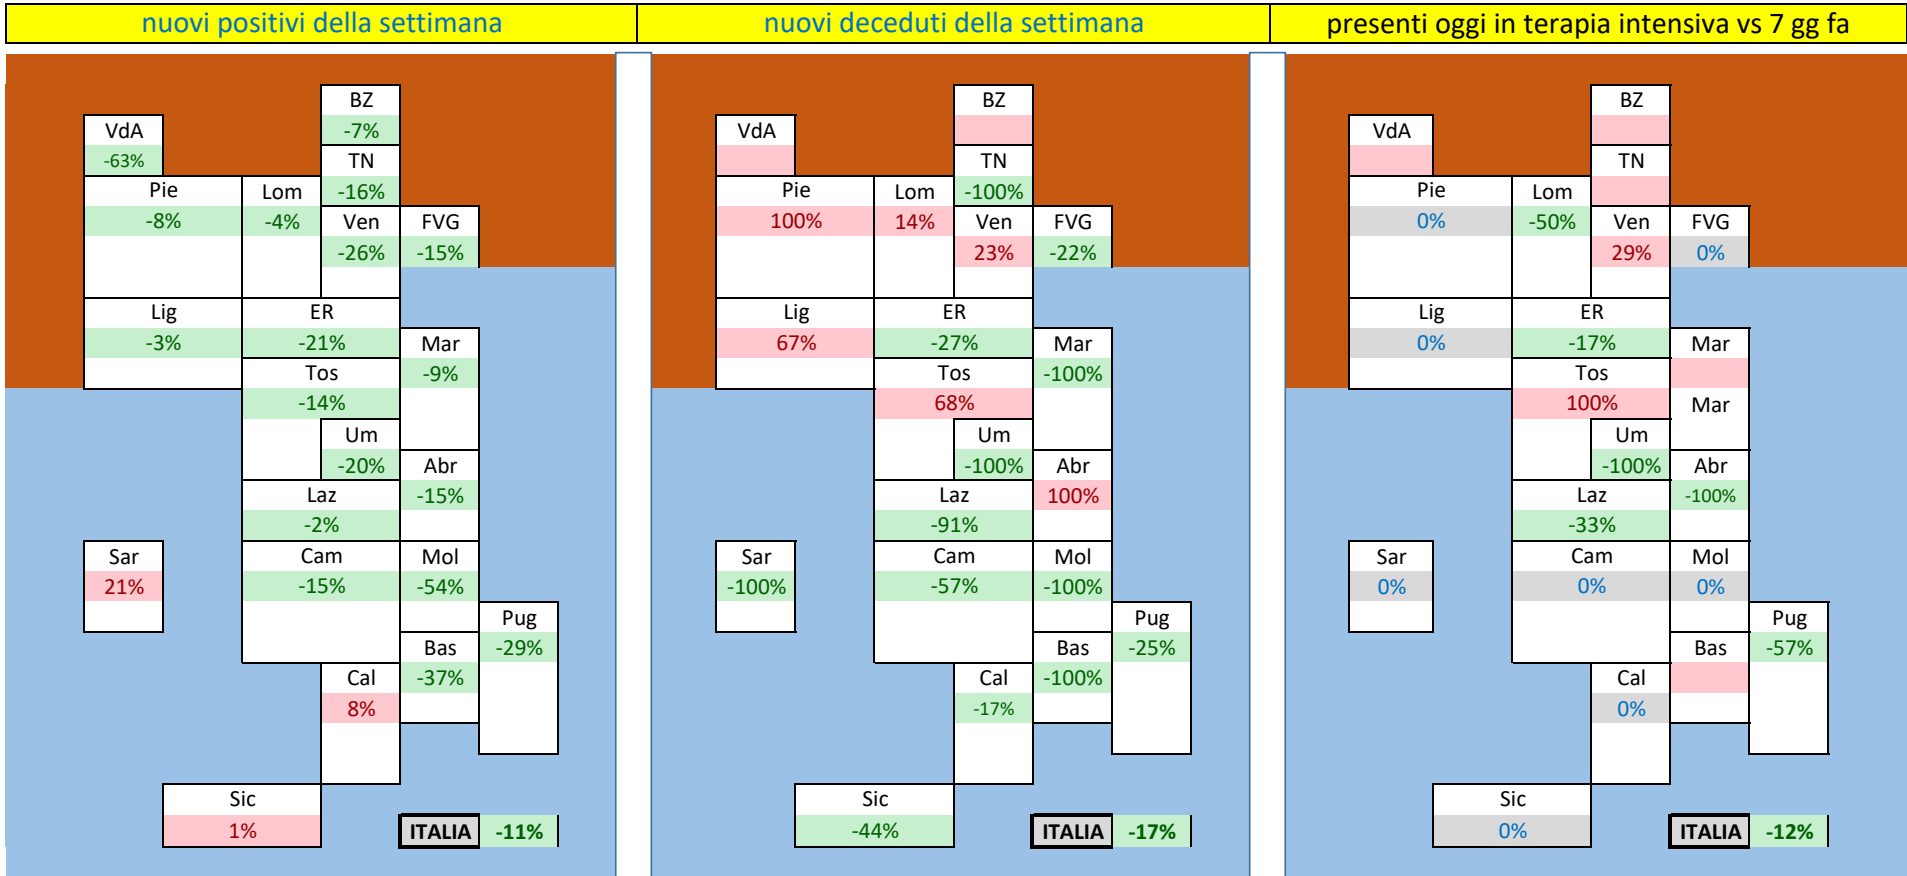 nuovi positivi della settimana
nuovi deceduti della settimana
presenti oggi in terapia intensiva vs 7 gg fa
BZ
VdA -7%
-63% TN
Pie Lom -16%
-8% -4% Ven FVG
-26% -15%
Lig ER
-3% -21% Mar
Tos -9%
-14%
Um
-20% Abr
Laz -15%
-2%
Sar Cam Mol
21% -15% -54%
Pug
Bas -29%
Cal -37%
8%
Sic
1% ITALIA -11%
BZ
VdA
TN
Pie Lom -100%
100% 14% Ven FVG
23% -22%
Lig ER
67% -27% Mar
Tos -100%
68%
Um
-100% Abr
Laz 100%
-91%
Sar Cam Mol
-100% -57% -100%
Pug
Bas -25%
Cal -100%
-17%
Sic
-44% ITALIA -17%
BZ
VdA
TN
Pie Lom
0% -50% Ven FVG
29% 0%
Lig ER
0% -17% Mar
Tos
100% Mar
Um
-100% Abr
Laz -100%
-33%
Sar Cam Mol
0% 0% 0%
Pug
Bas -57%
Cal
0%
Sic
0% ITALIA -12%